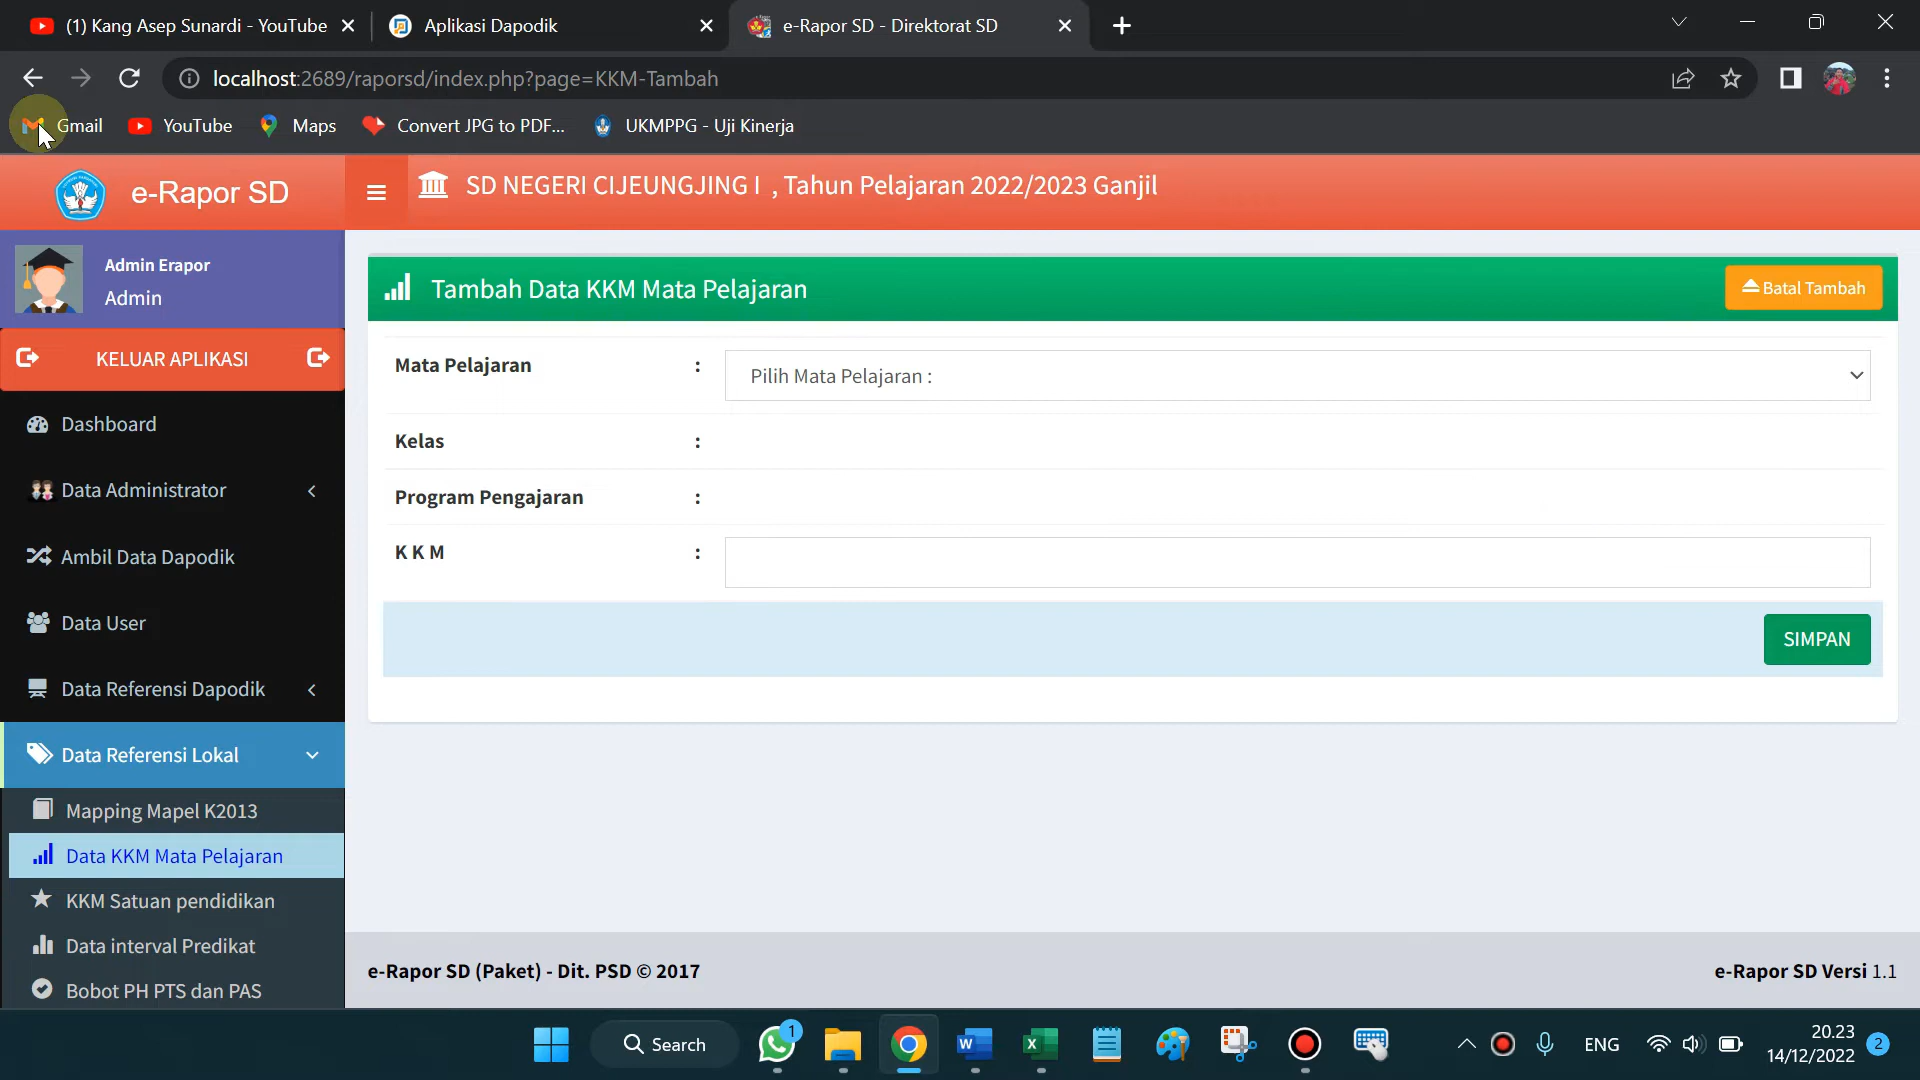 (1) Kang Asep Sunardi - YouTube
Aplikasi Dapodik
e-Rapor SD - Direktorat SD
localhost:2689/raporsd/index.php?page=KKM-Tambah
Gmail
YouTube
Maps
Convert JPG to PDF...
UKMPPG - Uji Kinerja
e-Rapor SD
SD NEGERI CIJEUNGJING I , Tahun Pelajaran 2022/2023 Ganjil
Admin Erapor
Admin
KELUAR APLIKASI
Dashboard
Data Administrator
Ambil Data Dapodik
Data User
Data Referensi Dapodik
Data Referensi Lokal
Mapping Mapel K2013
Data KKM Mata Pelajaran
KKM Satuan pendidikan
Data interval Predikat
Bobot PH PTS dan PAS
Tambah Data KKM Mata Pelajaran
Batal Tambah
Mata Pelajaran :
Pilih Mata Pelajaran :
Kelas :
Program Pengajaran :
K K M :
SIMPAN
e-Rapor SD (Paket) - Dit. PSD © 2017
e-Rapor SD Versi 1.1
Search
1
ENG
20.23
14/12/2022
2